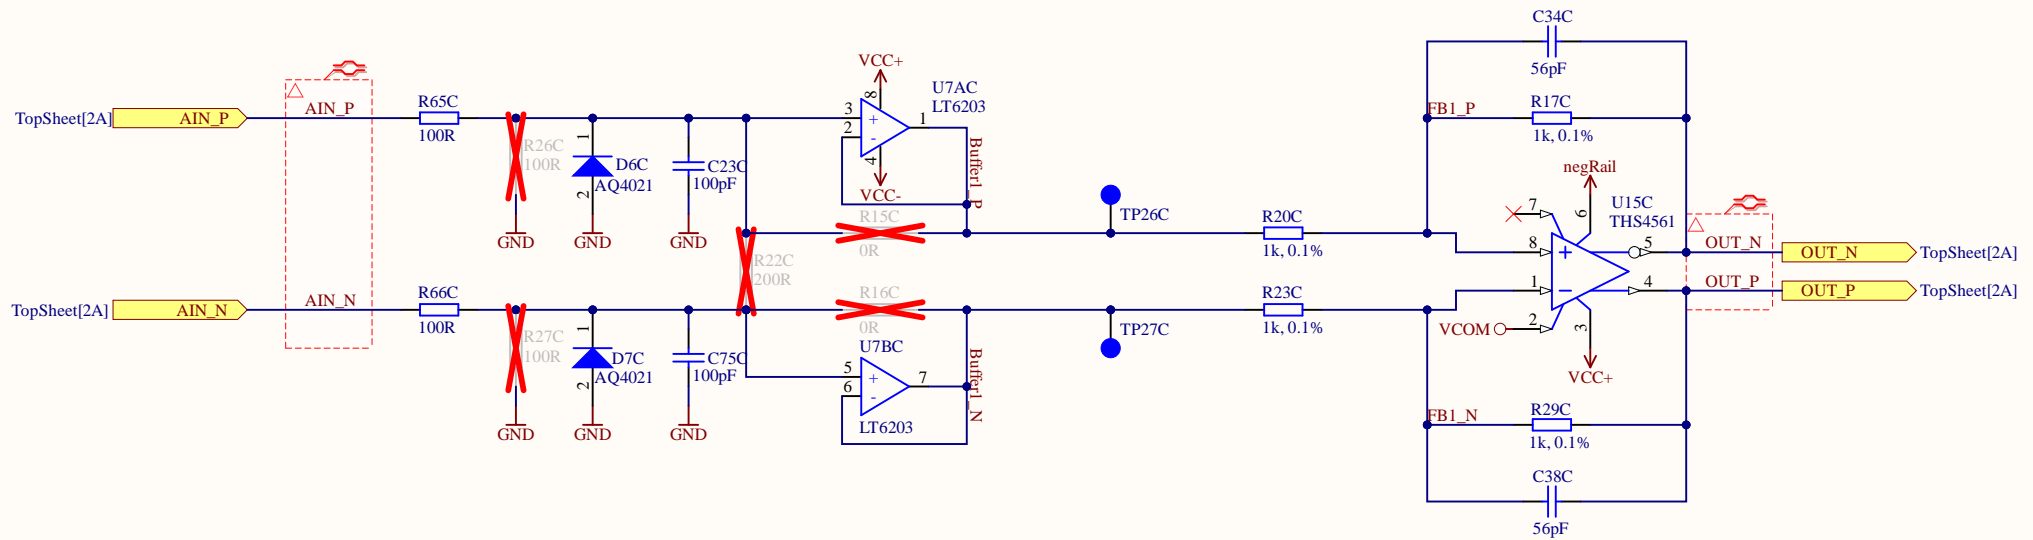 C34C
56pF
VCC+
U7AC
LT6203
8
3
+
2
-
1
4
VCC-
TopSheet[2A]
AIN_P
AIN_P
R65C
100R
R26C
100R
1
D6C
AQ4021
2
C23C
100pF
GND
GND
GND
Buffer1_P
R15C
0R
R22C
200R
TP26C
R20C
1k, 0.1%
FB1_P
R17C
1k, 0.1%
negRail
7
6
U15C
THS4561
8
+
5
OUT_N
OUT_N
TopSheet[2A]
1
-
4
OUT_P
OUT_P
TopSheet[2A]
VCOM
2
3
VCC+
TopSheet[2A]
AIN_N
AIN_N
R66C
100R
R27C
100R
1
D7C
AQ4021
2
C75C
100pF
GND
GND
GND
R16C
0R
U7BC
5
+
6
-
7
LT6203
Buffer1_N
TP27C
R23C
1k, 0.1%
FB1_N
R29C
1k, 0.1%
C38C
56pF